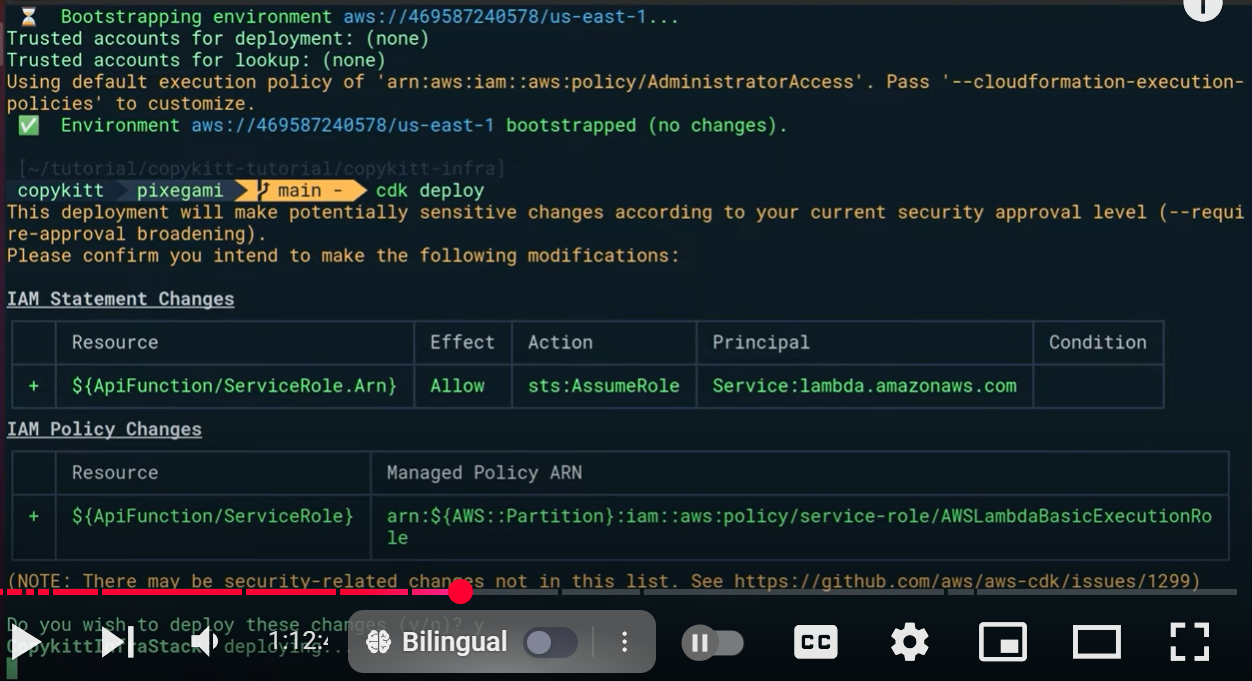 ⏳ Bootstrapping environment aws://469587240578/us-east-1...
Trusted accounts for deployment: (none)
Trusted accounts for lookup: (none)
Using default execution policy of 'arn:aws:iam::aws:policy/AdministratorAccess'. Pass '--cloudformation-execution-
policies' to customize.
✅ Environment aws://469587240578/us-east-1 bootstrapped (no changes).
[~/tutorial/copykitt-tutorial/copykitt-infra]
copykitt pixegami main - cdk deploy
This deployment will make potentially sensitive changes according to your current security approval level (--requi
re-approval broadening).
Please confirm you intend to make the following modifications:
IAM Statement Changes
Resource Effect Action Principal Condition
+ ${ApiFunction/ServiceRole.Arn} Allow sts:AssumeRole Service:lambda.amazonaws.com
IAM Policy Changes
Resource Managed Policy ARN
+ ${ApiFunction/ServiceRole} arn:${AWS::Partition}:iam::aws:policy/service-role/AWSLambdaBasicExecutionRo
le
(NOTE: There may be security-related changes not in this list. See https://github.com/aws/aws-cdk/issues/1299)
Do you wish to deploy these changes (y/n)? y
CopykittInfraStack: deploying...
1:12:4
Bilingual
CC